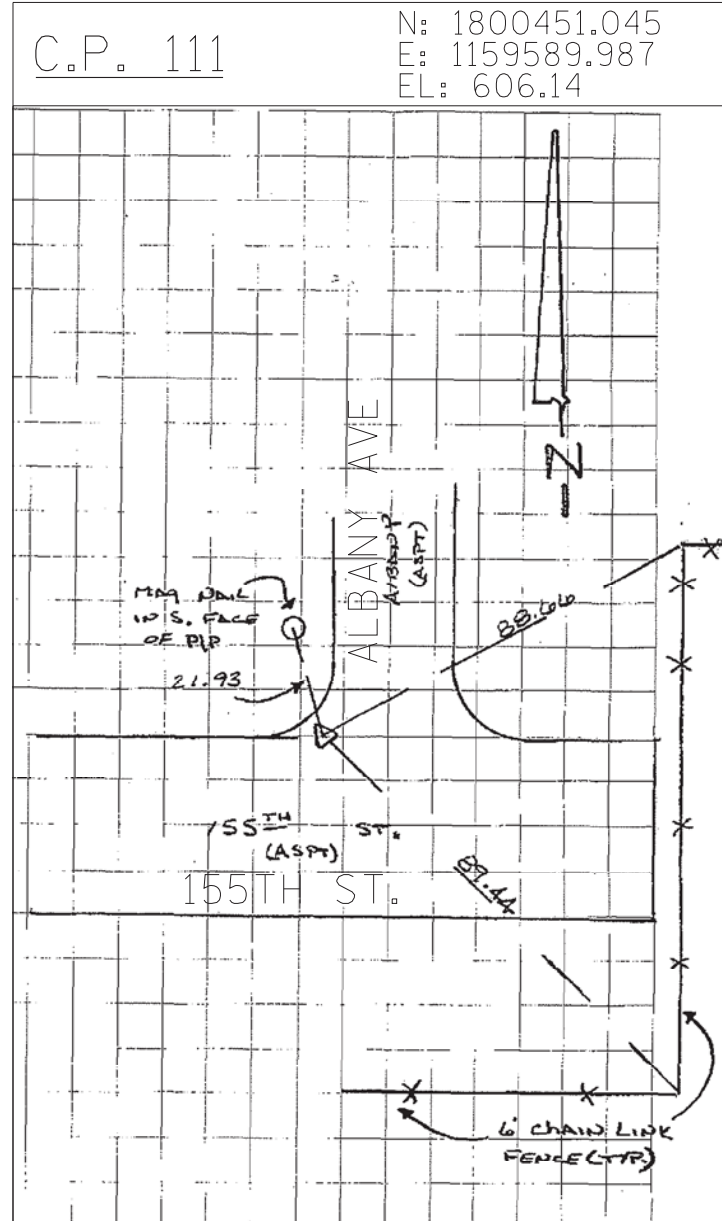 C.P. 111
N: 1800451.045
E: 1159589.987
EL: 606.14
N
ALBANY AVE
ALBANY
(ASPT)
MAG NAIL
IN S. FACE
OF P/P
88.66
21.93
155TH ST.
(ASPT)
155TH ST.
89.44
6' CHAIN LINK
FENCE (TYP.)